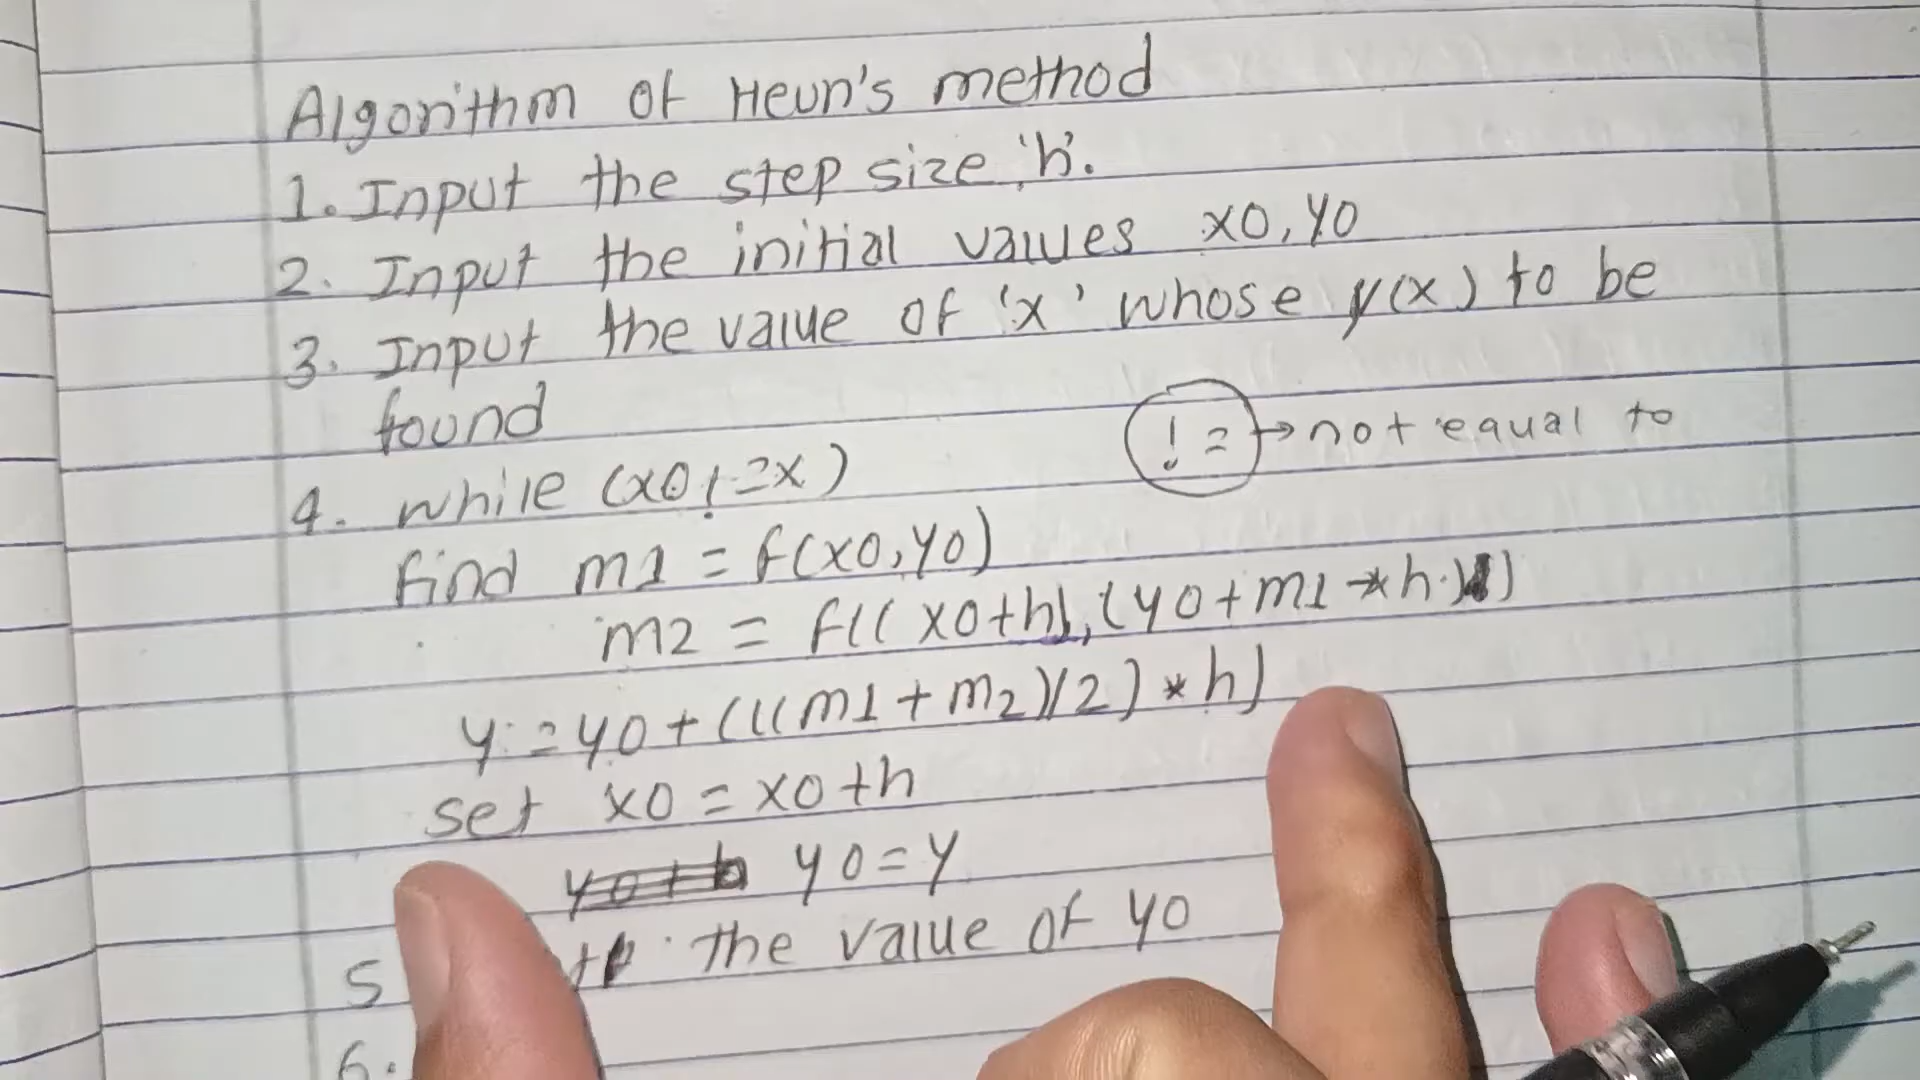 Algorithm of Heun's method
1. Input the step size 'h'.
2. Input the initial values x0, y0
3. Input the value of 'x' whose y(x) to be
found
!= → not equal to
4. while (x0!=x)
find m1 = f(x0, y0)
m2 = f((x0+h), (y0+m1*h))
y = y0 + (((m1+m2)/2)*h)
set x0 = x0+h
y0 = y
5 the value of y0
6.